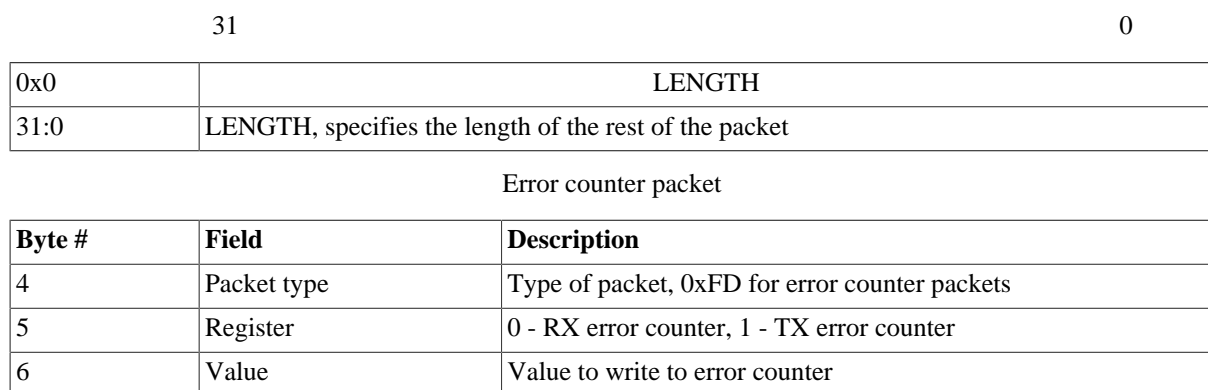 31 0
0x0 LENGTH
31:0 LENGTH, specifies the length of the rest of the packet
Error counter packet
Byte # Field Description
4 Packet type Type of packet, 0xFD for error counter packets
5 Register 0 - RX error counter, 1 - TX error counter
6 Value Value to write to error counter